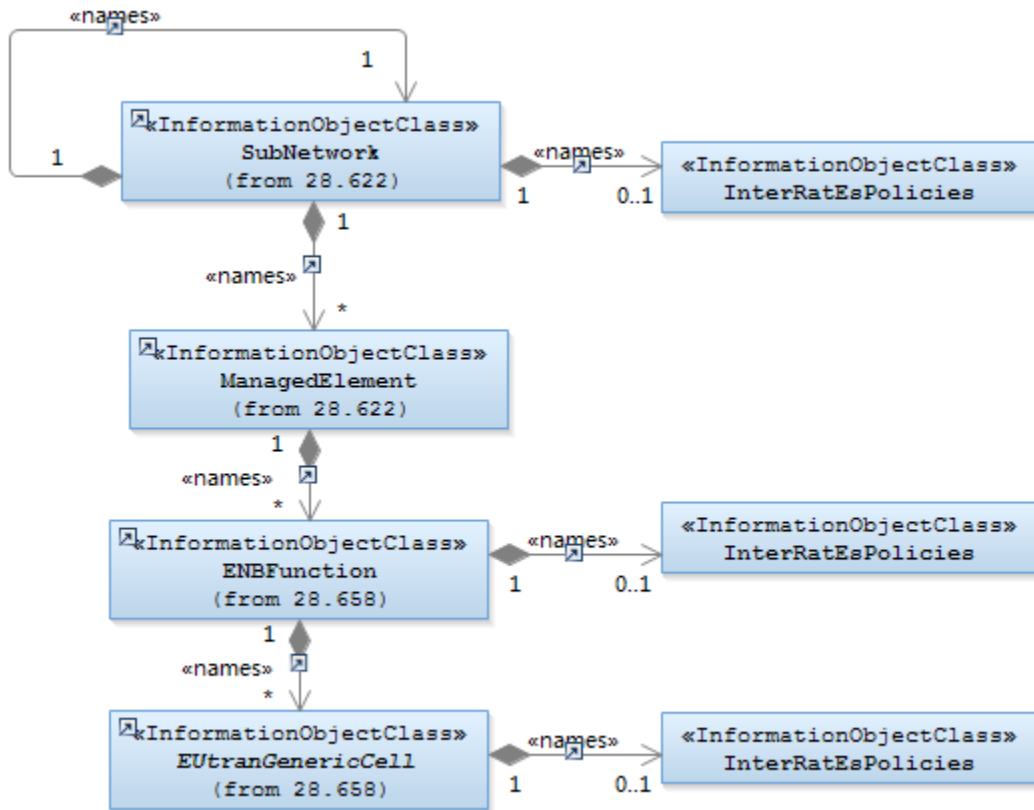 «names»
1
1
«InformationObjectClass»
SubNetwork
(from 28.622)
«names»
1
0..1
«InformationObjectClass»
InterRatEsPolicies
1
«names»
*
«InformationObjectClass»
ManagedElement
(from 28.622)
1
«names»
*
«InformationObjectClass»
ENBFunction
(from 28.658)
«names»
1
0..1
«InformationObjectClass»
InterRatEsPolicies
1
«names»
*
«InformationObjectClass»
EUtranGenericCell
(from 28.658)
«names»
1
0..1
«InformationObjectClass»
InterRatEsPolicies